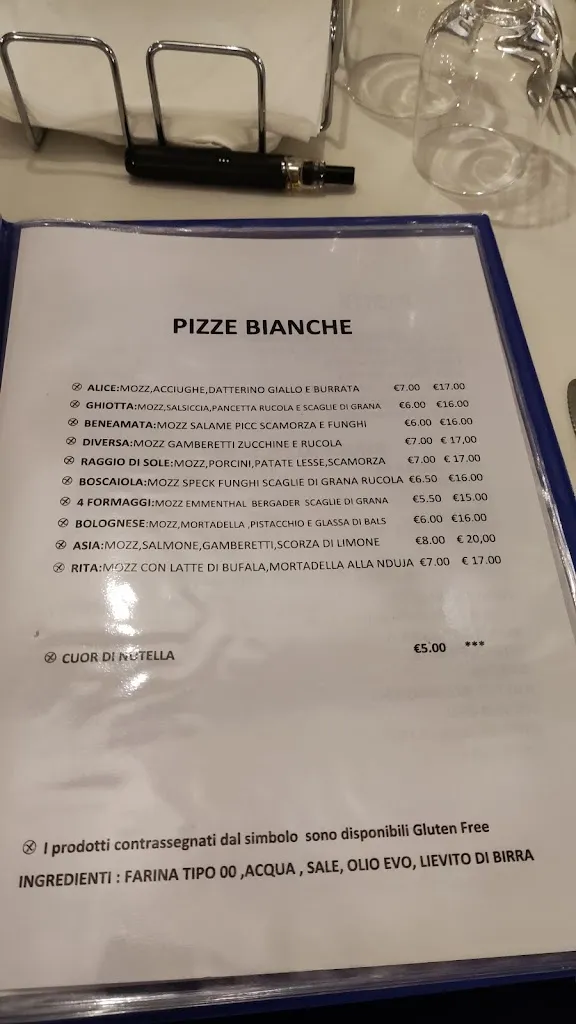 PIZZE BIANCHE
ALICE:MOZZ,ACCIUGHE,DATTERINO GIALLO E BURRATA €7.00 €17.00
GHIOTTA:MOZZ,SALSICCIA,PANCETTA RUCOLA E SCAGLIE DI GRANA €6.00 €16.00
BENEAMATA:MOZZ SALAME PICC SCAMORZA E FUNGHI €6.00 €16.00
DIVERSA:MOZZ GAMBERETTI ZUCCHINE E RUCOLA €7.00 € 17,00
RAGGIO DI SOLE:MOZZ,PORCINI,PATATE LESSE,SCAMORZA €7.00 € 17.00
BOSCAIOLA:MOZZ SPECK FUNGHI SCAGLIE DI GRANA RUCOLA €6.50 €16.00
4 FORMAGGI:MOZZ EMMENTHAL BERGADER SCAGLIE DI GRANA €5.50 €15.00
BOLOGNESE:MOZZ,MORTADELLA ,PISTACCHIO E GLASSA DI BALS €6.00 €16.00
ASIA:MOZZ,SALMONE,GAMBERETTI,SCORZA DI LIMONE €8.00 € 20,00
RITA:MOZZ CON LATTE DI BUFALA,MORTADELLA ALLA NDUJA €7.00 € 17.00
CUOR DI NUTELLA €5.00 ***
I prodotti contrassegnati dal simbolo sono disponibili Gluten Free
INGREDIENTI : FARINA TIPO 00 ,ACQUA , SALE, OLIO EVO, LIEVITO DI BIRRA